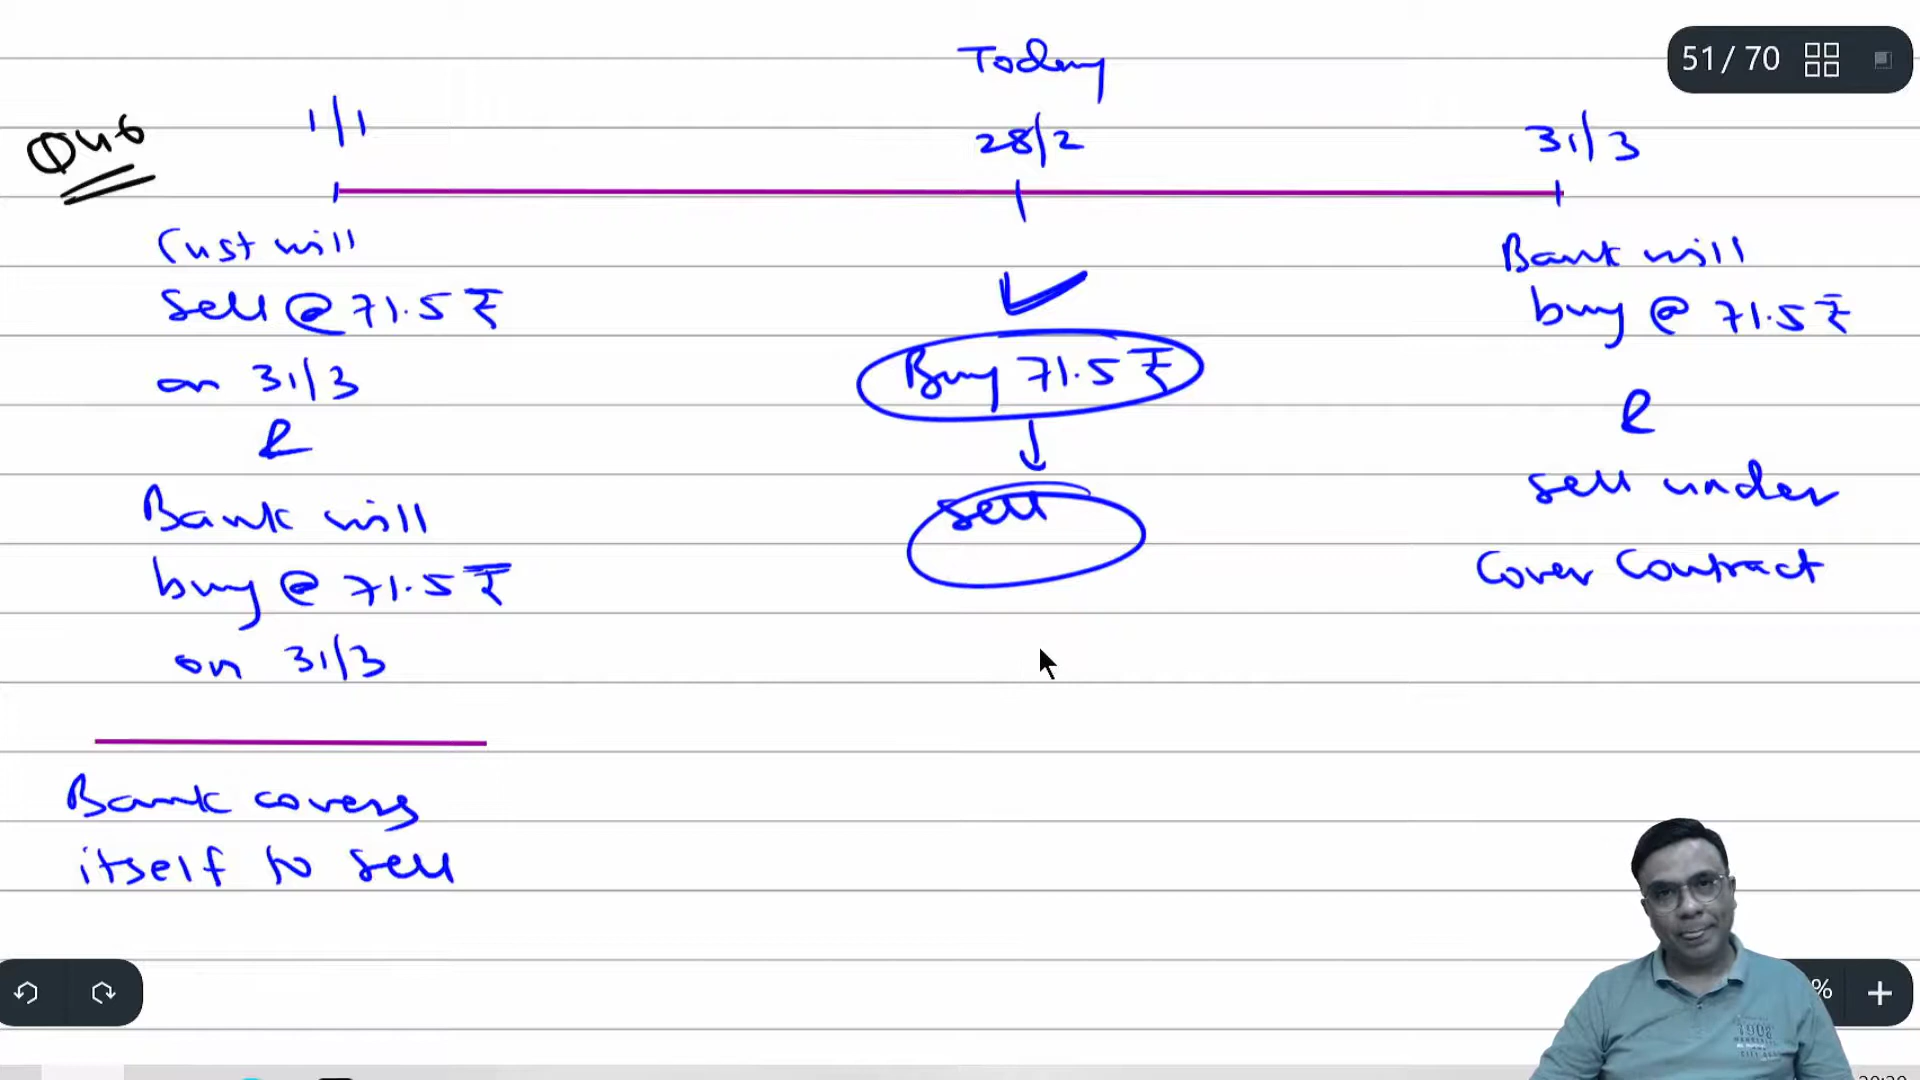 Today
51 / 70
Q46
1/1
28/2
31/3
Cust will
sell @ 71.5 ₹
on 31/3
&
Bank will
buy @ 71.5 ₹
on 31/3
Bank covers
itself to sell
Buy 71.5 ₹
sell
Bank will
buy @ 71.5 ₹
&
sell under
Cover Contract
%
1908